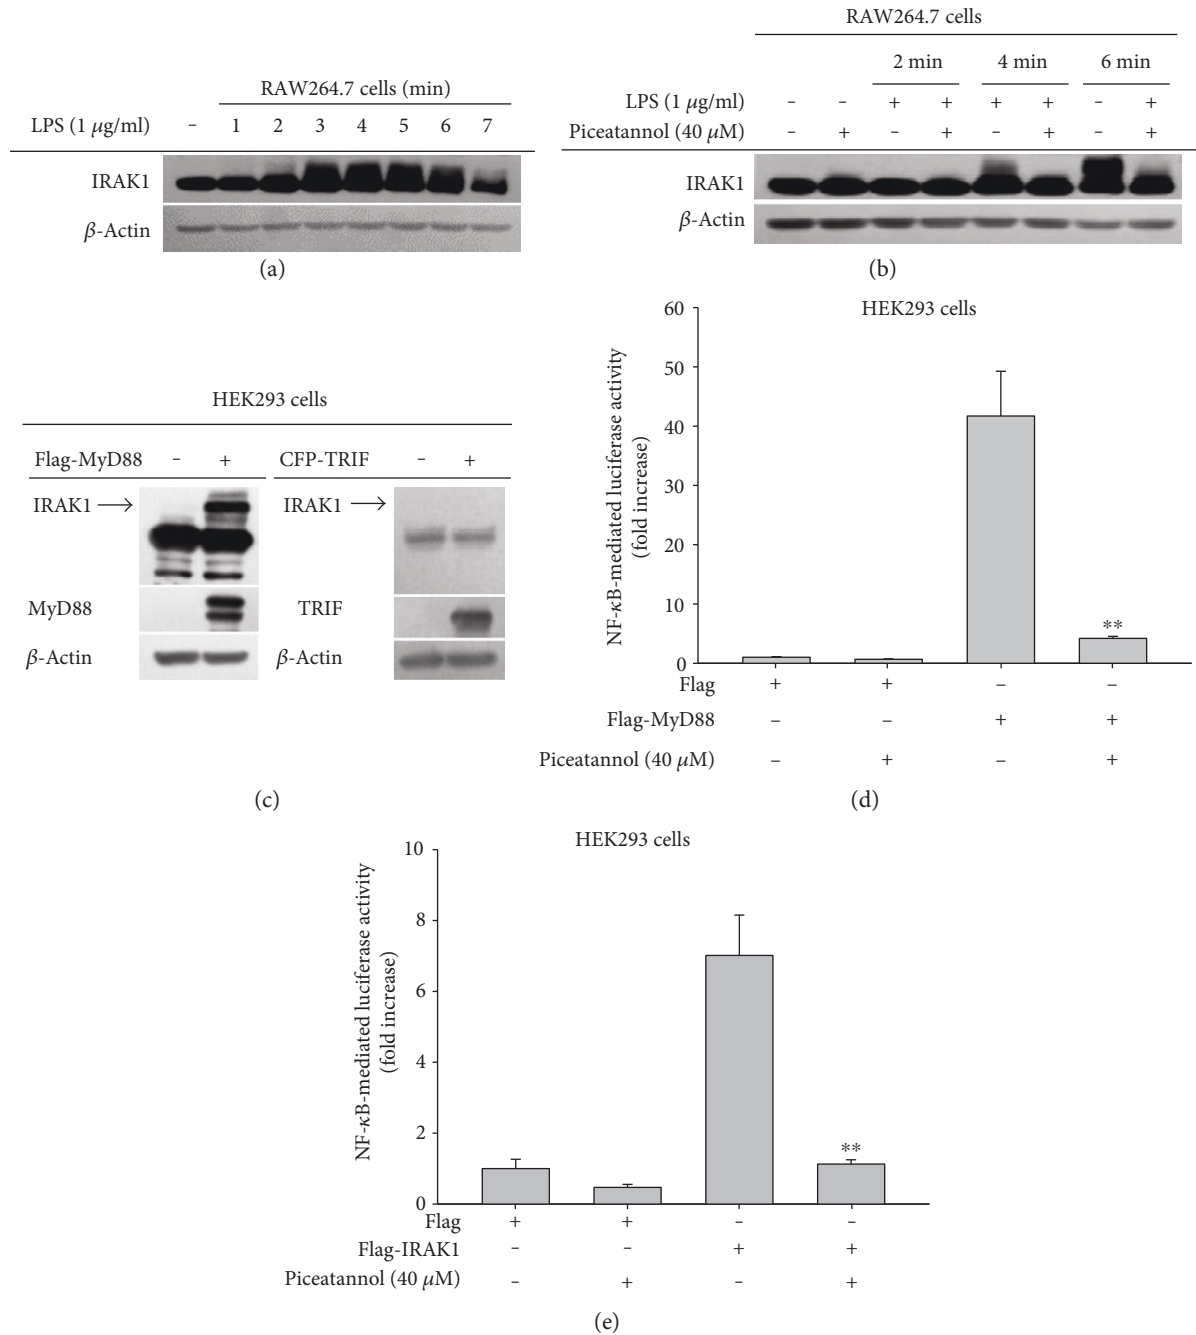 RAW264.7 cells (min)
LPS (1 μg/ml) – 1 2 3 4 5 6 7
IRAK1
β-Actin
(a)
RAW264.7 cells
2 min 4 min 6 min
LPS (1 μg/ml) – – + + + + – +
Piceatannol (40 μM) – + – + – + – +
IRAK1
β-Actin
(b)
HEK293 cells
Flag-MyD88 – + CFP-TRIF – +
IRAK1 → IRAK1 →
MyD88 TRIF
β-Actin β-Actin
(c)
HEK293 cells
NF-κB-mediated luciferase activity
(fold increase)
60
50
40
30
20
10
0
**
Flag + + – –
Flag-MyD88 – – + +
Piceatannol (40 μM) – + – +
(d)
HEK293 cells
NF-κB-mediated luciferase activity
(fold increase)
10
8
6
4
2
0
**
Flag + + – –
Flag-IRAK1 – – + +
Piceatannol (40 μM) – + – +
(e)